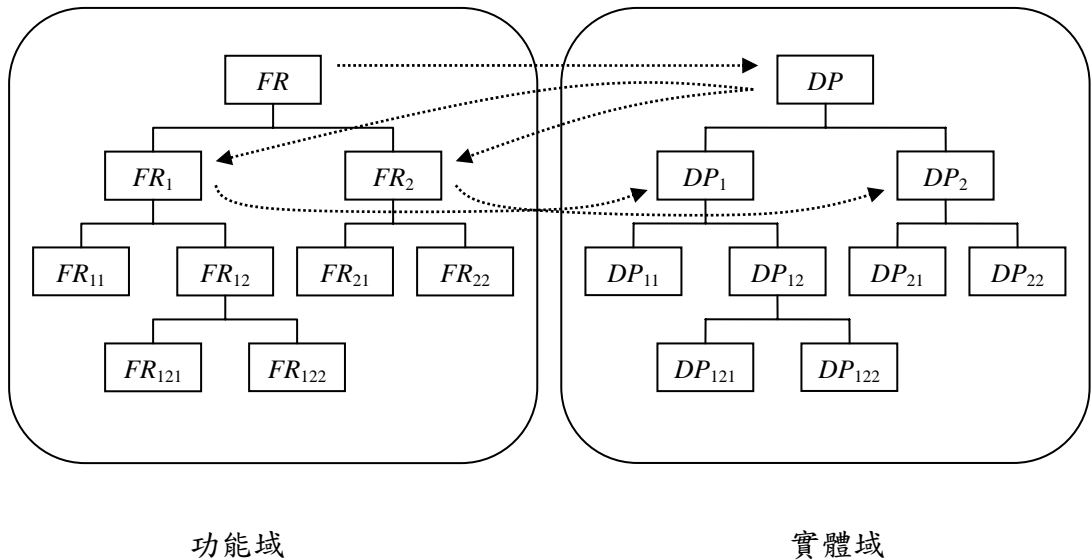 FR
DP
FR₁
FR₂
DP₁
DP₂
FR₁₁
FR₁₂
FR₂₁
FR₂₂
DP₁₁
DP₁₂
DP₂₁
DP₂₂
FR₁₂₁
FR₁₂₂
DP₁₂₁
DP₁₂₂
功能域
實體域